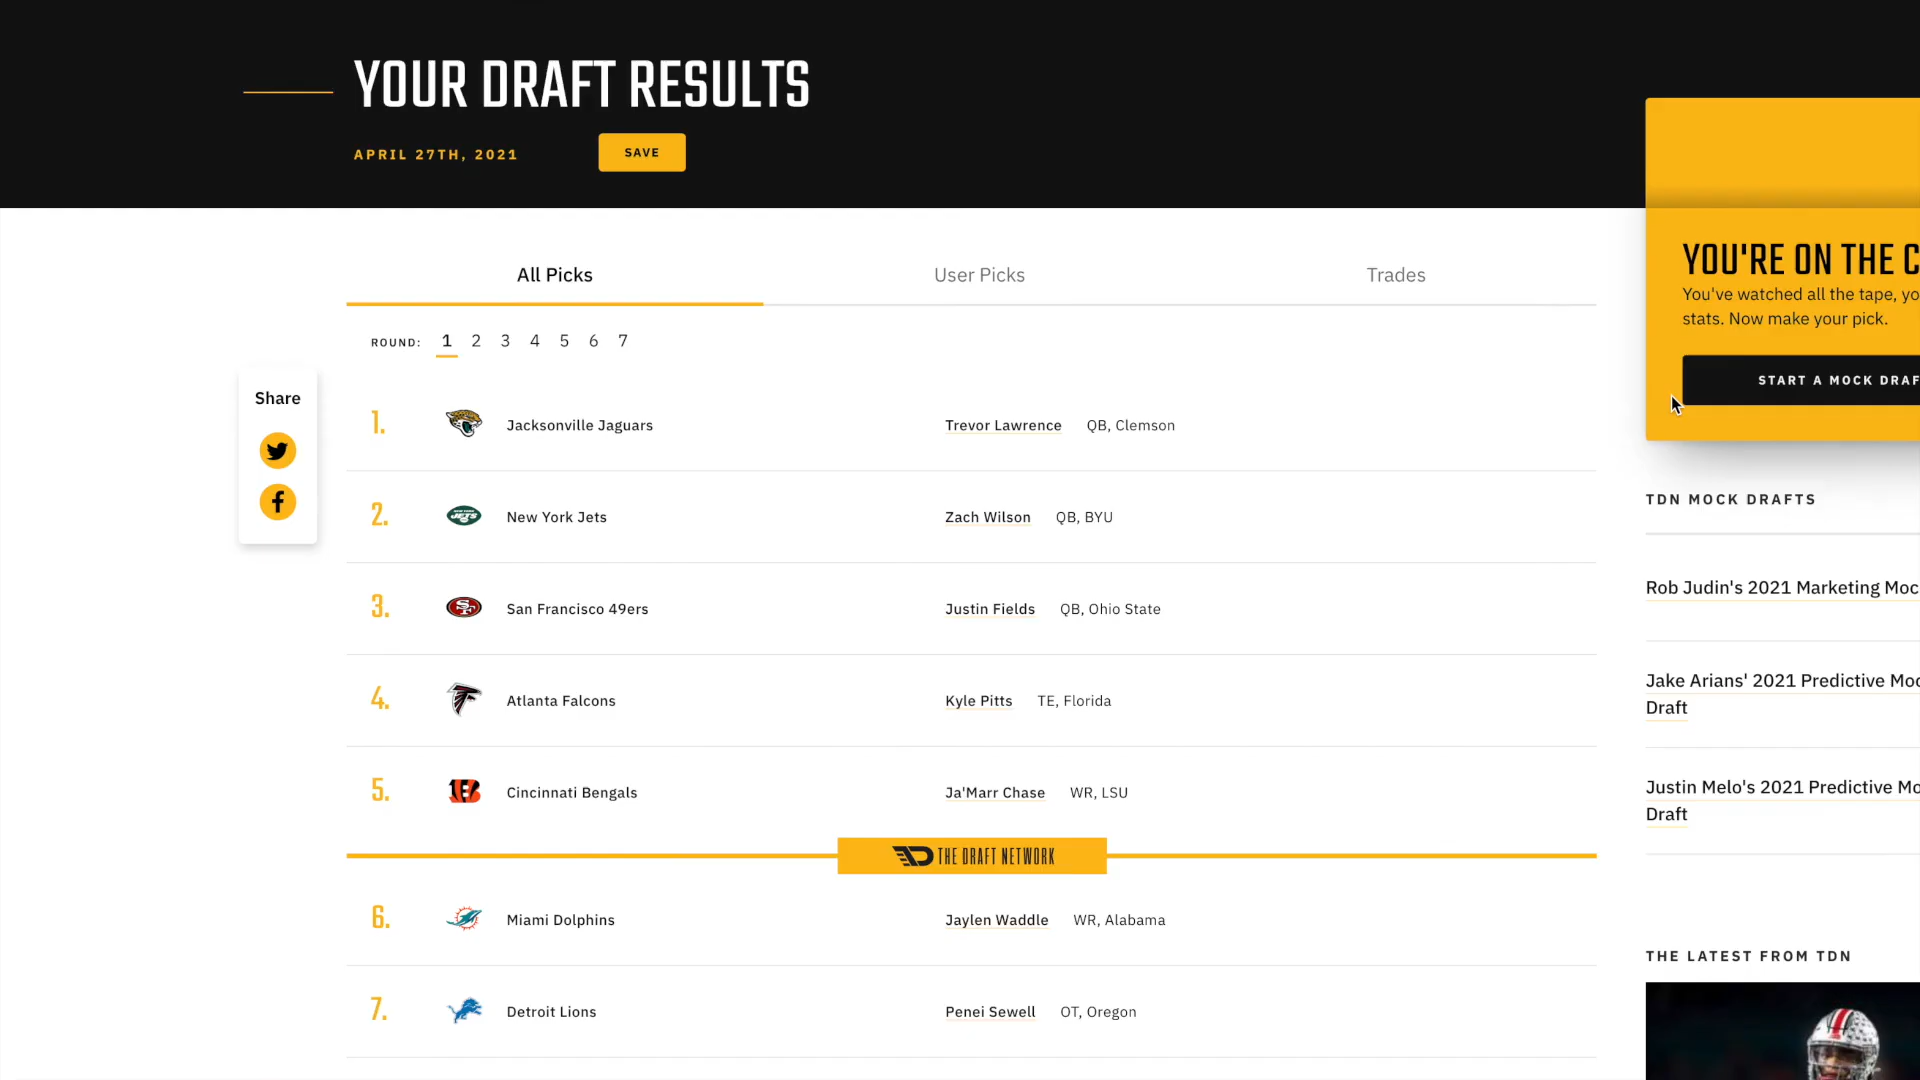 YOUR DRAFT RESULTS
APRIL 27TH, 2021
SAVE
All Picks
User Picks
Trades
ROUND: 1 2 3 4 5 6 7
Share
1. Jacksonville Jaguars Trevor Lawrence QB, Clemson
2. New York Jets Zach Wilson QB, BYU
3. San Francisco 49ers Justin Fields QB, Ohio State
4. Atlanta Falcons Kyle Pitts TE, Florida
5. Cincinnati Bengals Ja'Marr Chase WR, LSU
THE DRAFT NETWORK
6. Miami Dolphins Jaylen Waddle WR, Alabama
7. Detroit Lions Penei Sewell OT, Oregon
YOU'RE ON THE C
You've watched all the tape, yo
stats. Now make your pick.
START A MOCK DRAF
TDN MOCK DRAFTS
Rob Judin's 2021 Marketing Moc
Jake Arians' 2021 Predictive Moc
Draft
Justin Melo's 2021 Predictive Mo
Draft
THE LATEST FROM TDN